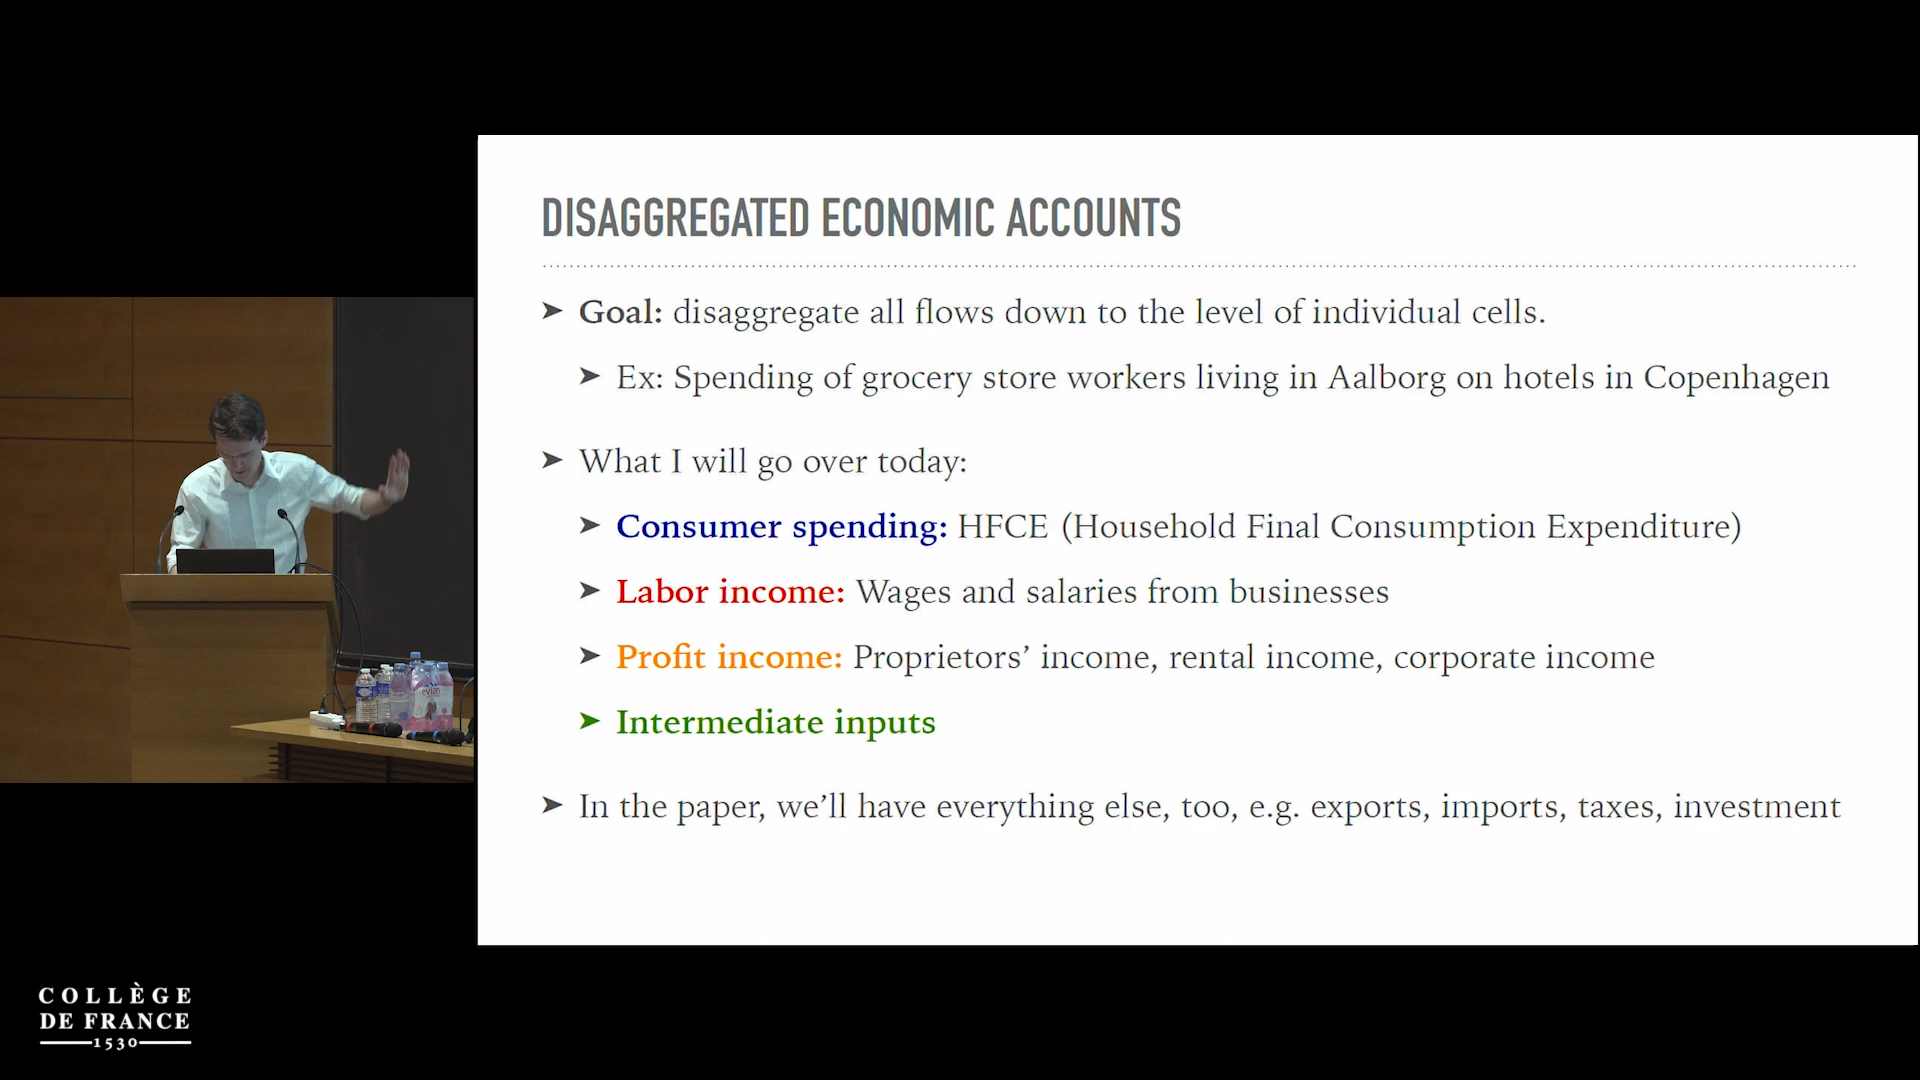 DISAGGREGATED ECONOMIC ACCOUNTS
➤ Goal: disaggregate all flows down to the level of individual cells.
➤ Ex: Spending of grocery store workers living in Aalborg on hotels in Copenhagen
➤ What I will go over today:
➤ Consumer spending: HFCE (Household Final Consumption Expenditure)
➤ Labor income: Wages and salaries from businesses
➤ Profit income: Proprietors’ income, rental income, corporate income
➤ Intermediate inputs
➤ In the paper, we’ll have everything else, too, e.g. exports, imports, taxes, investment
evian
COLLÈGE
DE FRANCE
1530